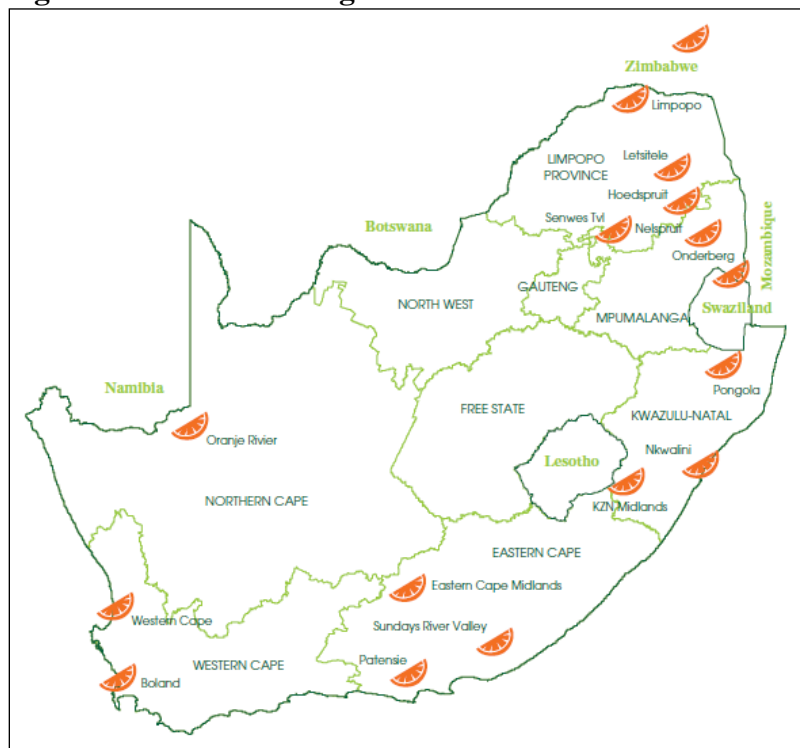 Zimbabwe
Limpopo
Letsitele
LIMPOPO
PROVINCE
Hoedspruit
Senwes Tvl
Nelspruit
Botswana
Onderberg
Mozambique
GAUTENG
NORTH WEST
Swaziland
MPUMALANGA
Namibia
Pongola
FREE STATE
KWAZULU-NATAL
Oranje Rivier
Nkwalini
Lesotho
NORTHERN CAPE
KZN Midlands
EASTERN CAPE
Eastern Cape Midlands
Western Cape
Sundays River Valley
Patensie
WESTERN CAPE
Boland